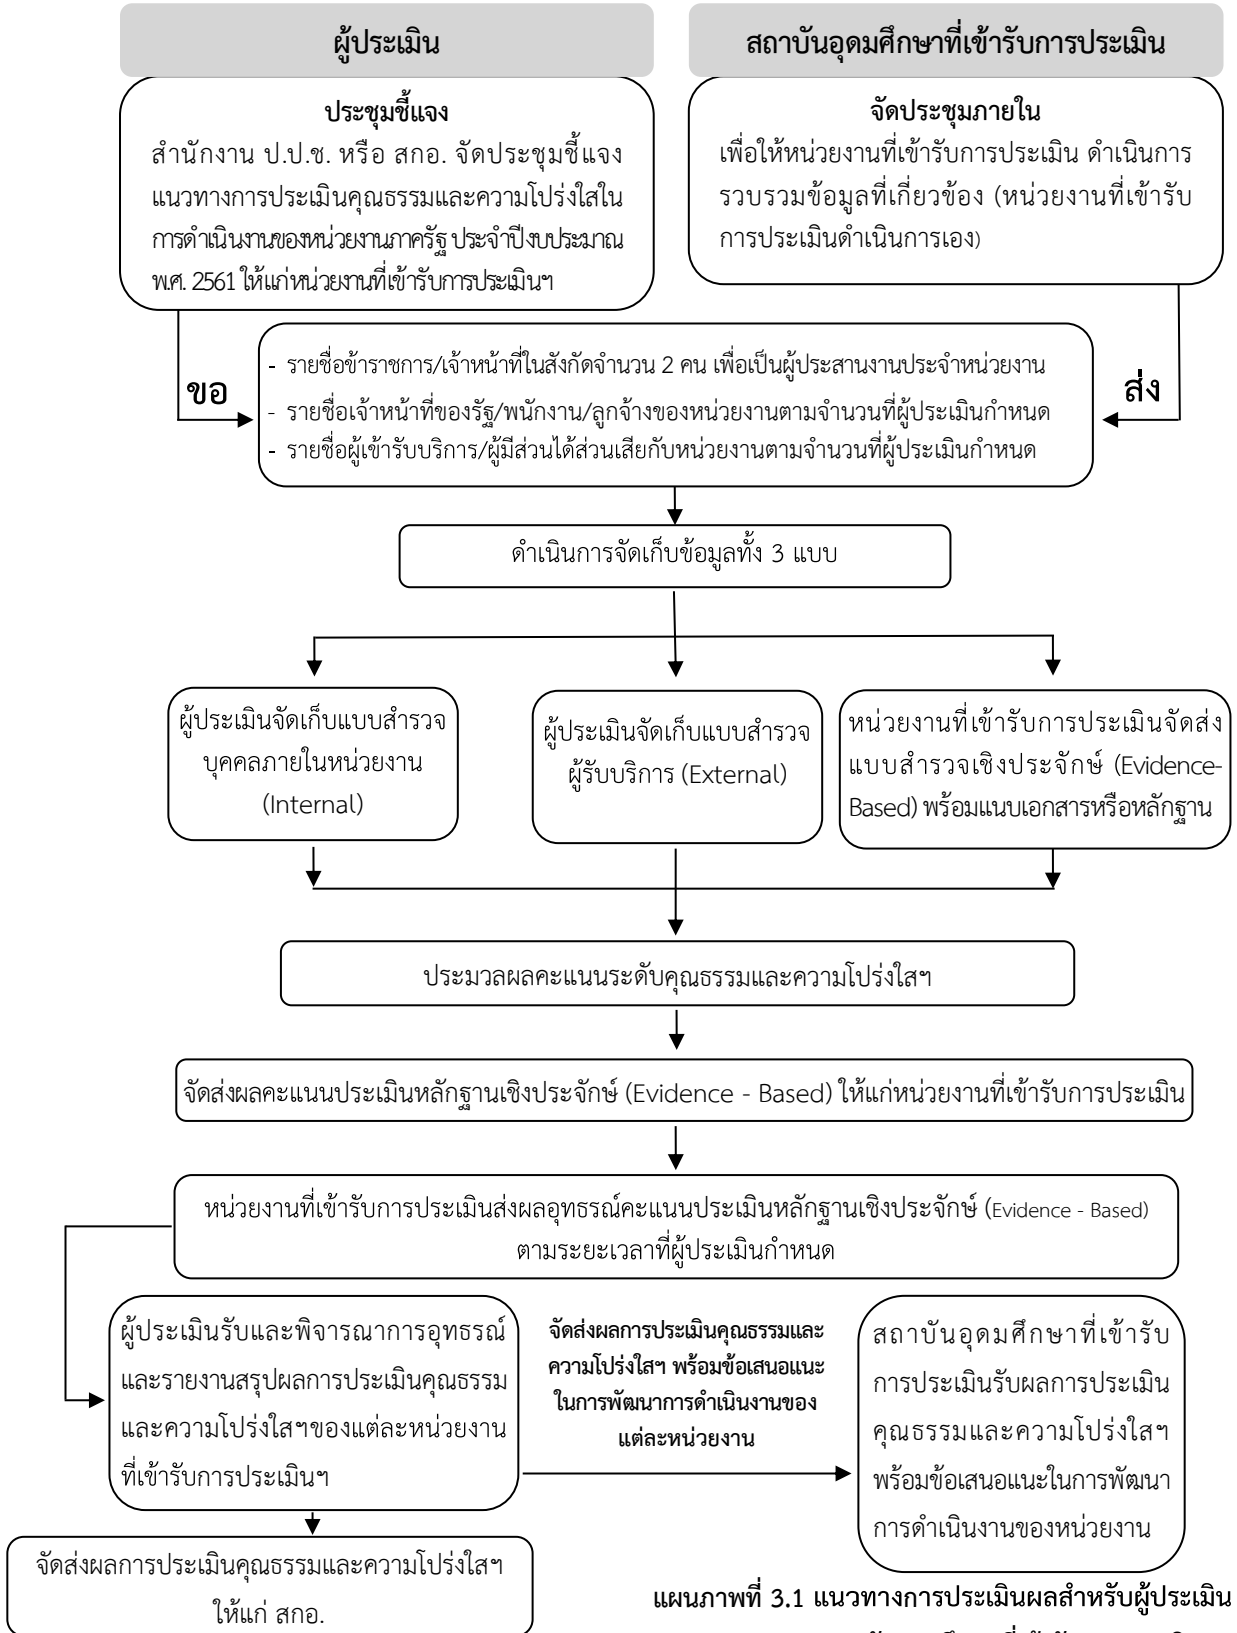 ผู้ประเมิน
สถาบันอุดมศึกษาที่เข้ารับการประเมิน
ประชุมชี้แจง
สำนักงาน ป.ป.ช. หรือ สกอ. จัดประชุมชี้แจง
แนวทางการประเมินคุณธรรมและความโปร่งใสใน
การดำเนินงานของหน่วยงานภาครัฐ ประจำปีงบประมาณ
พ.ศ. 2561 ให้แก่หน่วยงานที่เข้ารับการประเมินฯ
จัดประชุมภายใน
เพื่อให้หน่วยงานที่เข้ารับการประเมิน ดำเนินการ
รวบรวมข้อมูลที่เกี่ยวข้อง (หน่วยงานที่เข้ารับ
การประเมินดำเนินการเอง)
ขอ
- รายชื่อข้าราชการ/เจ้าหน้าที่ในสังกัดจำนวน 2 คน เพื่อเป็นผู้ประสานงานประจำหน่วยงาน
- รายชื่อเจ้าหน้าที่ของรัฐ/พนักงาน/ลูกจ้างของหน่วยงานตามจำนวนที่ผู้ประเมินกำหนด
- รายชื่อผู้เข้ารับบริการ/ผู้มีส่วนได้ส่วนเสียกับหน่วยงานตามจำนวนที่ผู้ประเมินกำหนด
ส่ง
ดำเนินการจัดเก็บข้อมูลทั้ง 3 แบบ
ผู้ประเมินจัดเก็บแบบสำรวจ
บุคคลภายในหน่วยงาน
(Internal)
ผู้ประเมินจัดเก็บแบบสำรวจ
ผู้รับบริการ (External)
หน่วยงานที่เข้ารับการประเมินจัดส่ง
แบบสำรวจเชิงประจักษ์ (Evidence-
Based) พร้อมแนบเอกสารหรือหลักฐาน
ประมวลผลคะแนนระดับคุณธรรมและความโปร่งใสฯ
จัดส่งผลคะแนนประเมินหลักฐานเชิงประจักษ์ (Evidence - Based) ให้แก่หน่วยงานที่เข้ารับการประเมิน
หน่วยงานที่เข้ารับการประเมินส่งผลอุทธรณ์คะแนนประเมินหลักฐานเชิงประจักษ์ (Evidence - Based)
ตามระยะเวลาที่ผู้ประเมินกำหนด
ผู้ประเมินรับและพิจารณาการอุทธรณ์
และรายงานสรุปผลการประเมินคุณธรรม
และความโปร่งใสฯของแต่ละหน่วยงาน
ที่เข้ารับการประเมินฯ
จัดส่งผลการประเมินคุณธรรมและ
ความโปร่งใสฯ พร้อมข้อเสนอแนะ
ในการพัฒนาการดำเนินงานของ
แต่ละหน่วยงาน
สถาบันอุดมศึกษาที่เข้ารับ
การประเมินรับผลการประเมิน
คุณธรรมและความโปร่งใสฯ
พร้อมข้อเสนอแนะในการพัฒนา
การดำเนินงานของหน่วยงาน
จัดส่งผลการประเมินคุณธรรมและความโปร่งใสฯ
ให้แก่ สกอ.
แผนภาพที่ 3.1 แนวทางการประเมินผลสำหรับผู้ประเมิน